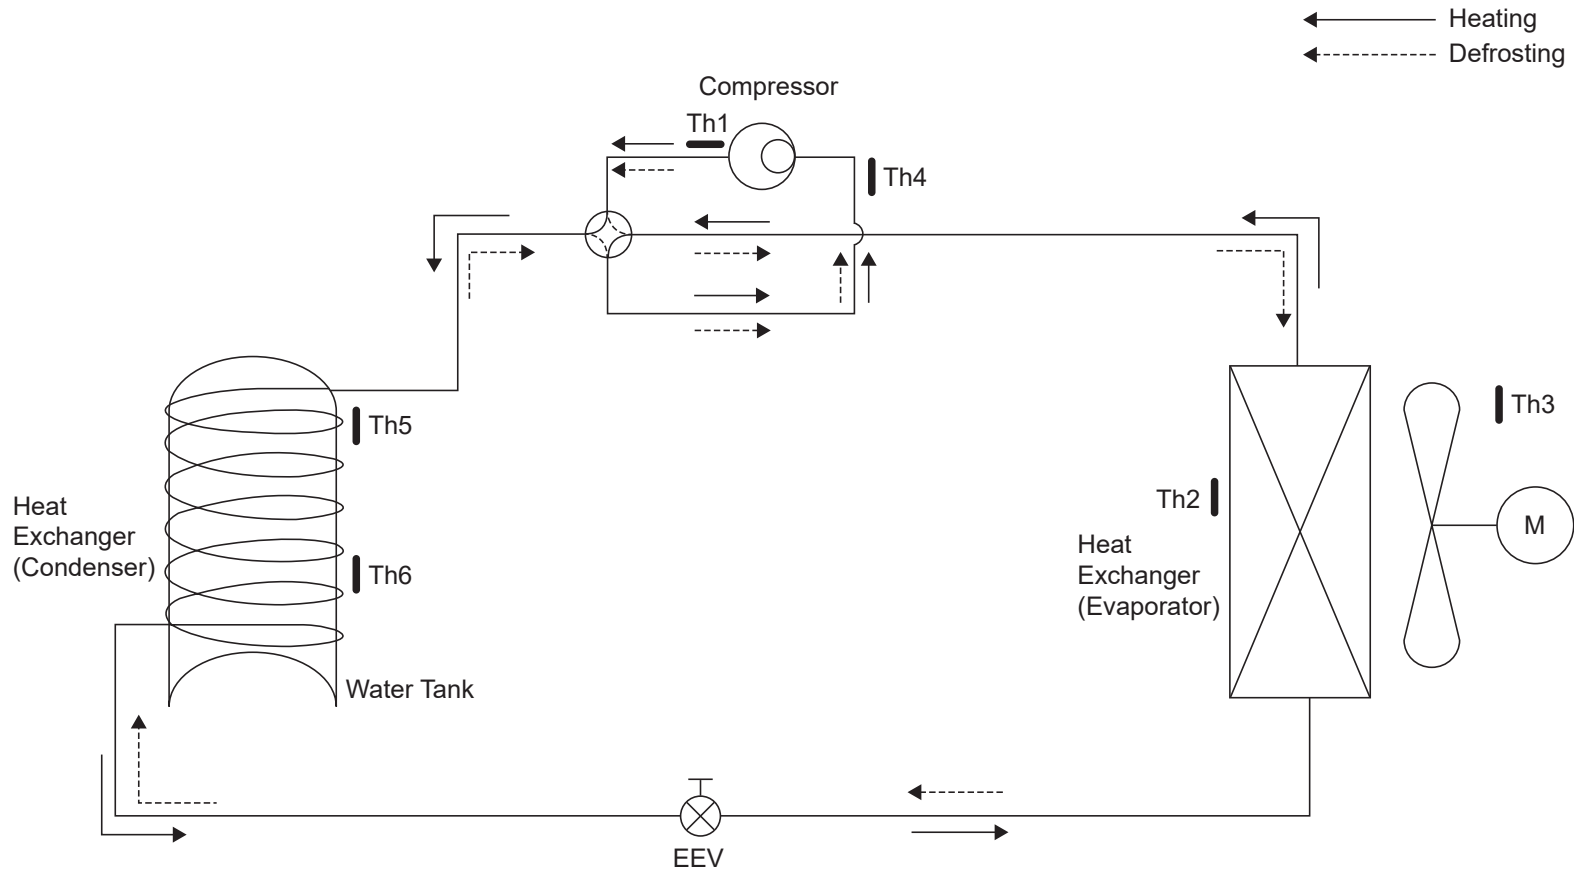 Heating
Defrosting
Compressor
Th1
Th4
Th5
Th3
Th2
Heat
Exchanger
(Condenser)
M
Heat
Exchanger
(Evaporator)
Th6
Water Tank
EEV